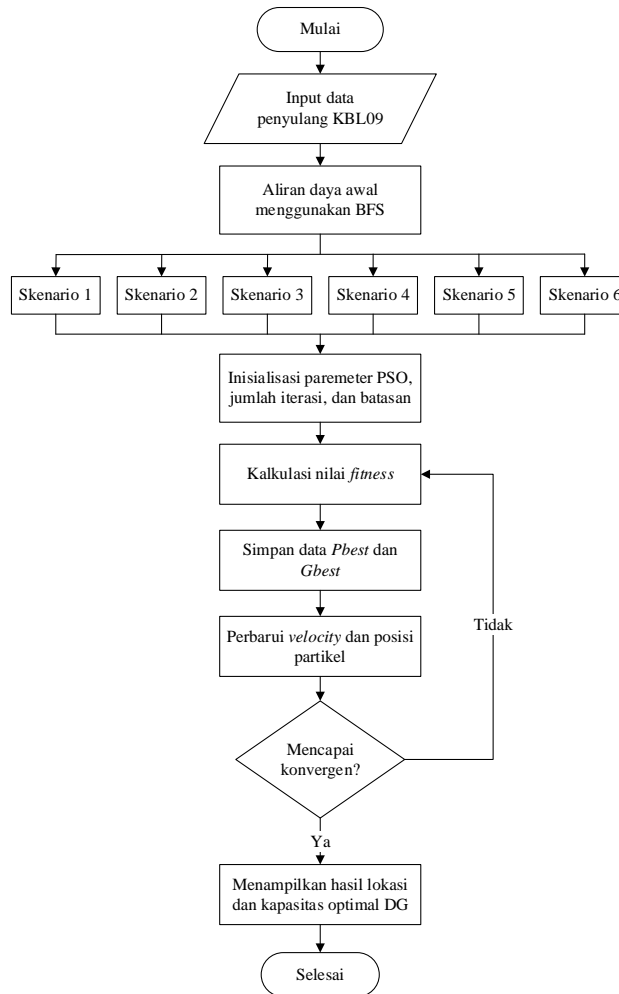 Mulai
Input data
penyulang KBL09
Aliran daya awal
menggunakan BFS
Skenario 1
Skenario 2
Skenario 3
Skenario 4
Skenario 5
Skenario 6
Inisialisasi paremeter PSO,
jumlah iterasi, dan batasan
Kalkulasi nilai fitness
Simpan data Pbest dan
Gbest
Perbarui velocity dan posisi
partikel
Tidak
Mencapai
konvergen?
Ya
Menampilkan hasil lokasi
dan kapasitas optimal DG
Selesai